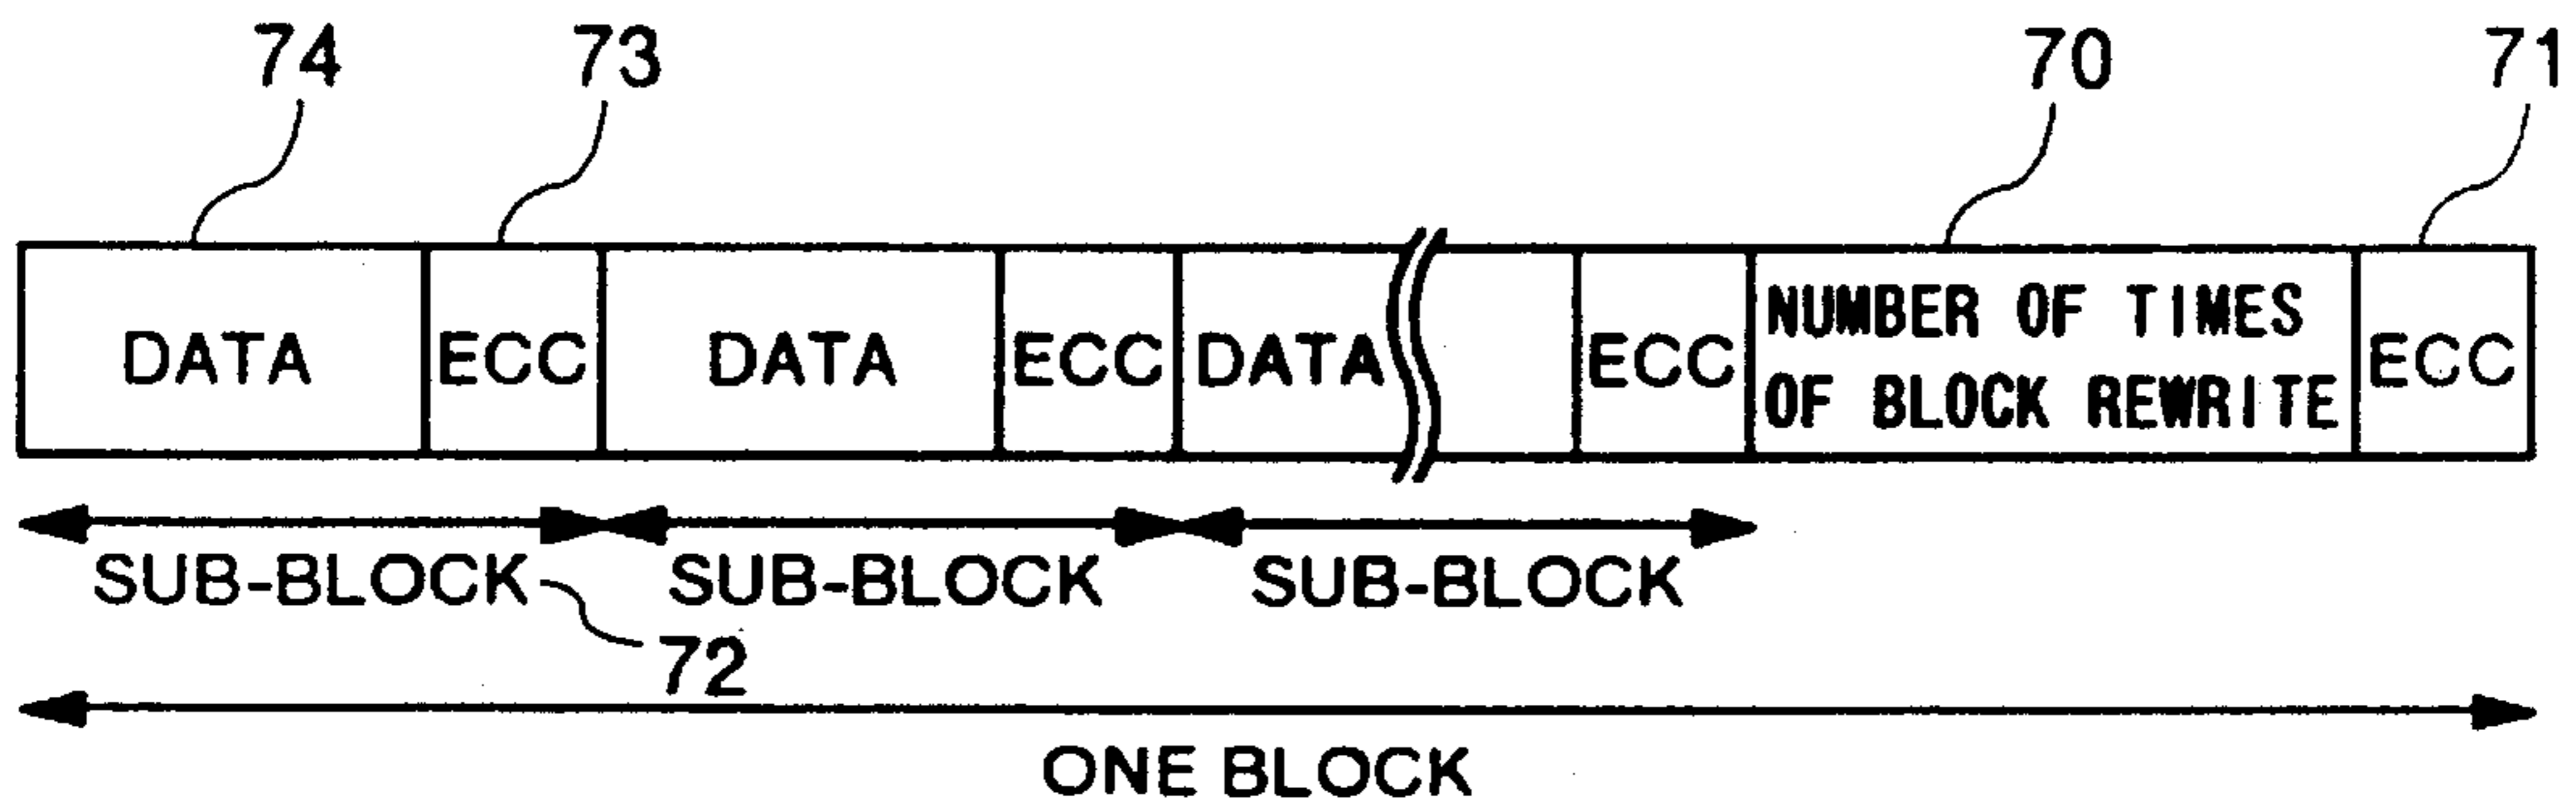 74
73
70
71
DATA
ECC
DATA
ECC
DATA
ECC
NUMBER OF TIMES
OF BLOCK REWRITE
ECC
SUB-BLOCK
SUB-BLOCK
SUB-BLOCK
72
ONE BLOCK